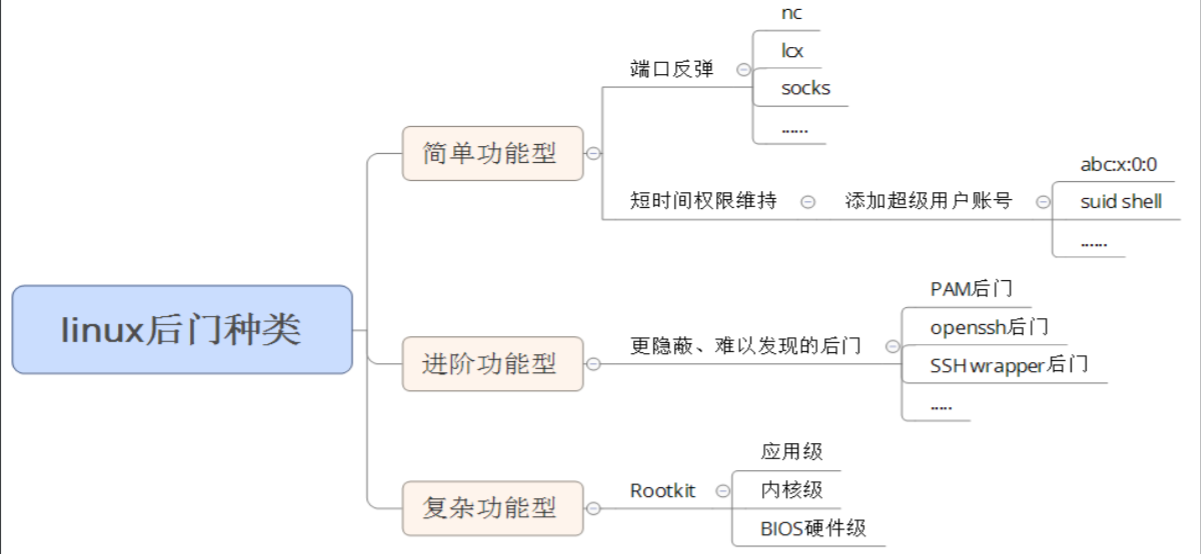 linux后门种类
简单功能型
端口反弹
nc
lcx
socks
......
短时间权限维持
添加超级用户账号
abc:x:0:0
suid shell
......
进阶功能型
更隐蔽、难以发现的后门
PAM后门
openssh后门
SSH wrapper后门
.....
复杂功能型
Rootkit
应用级
内核级
BIOS硬件级